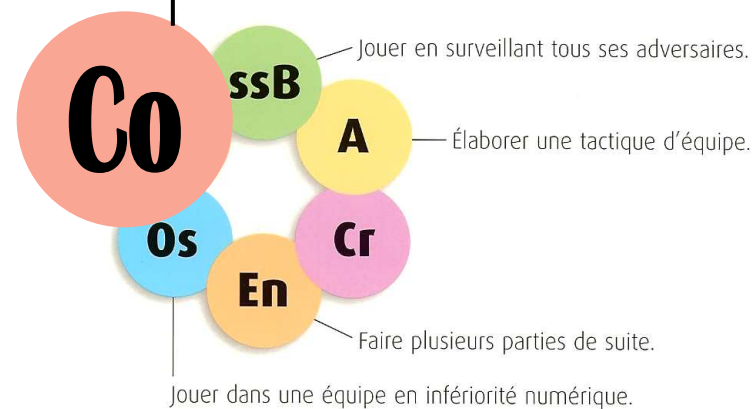 Co
ssB
Jouer en surveillant tous ses adversaires.
A
Élaborer une tactique d'équipe.
Os
Cr
En
Faire plusieurs parties de suite.
Jouer dans une équipe en infériorité numérique.